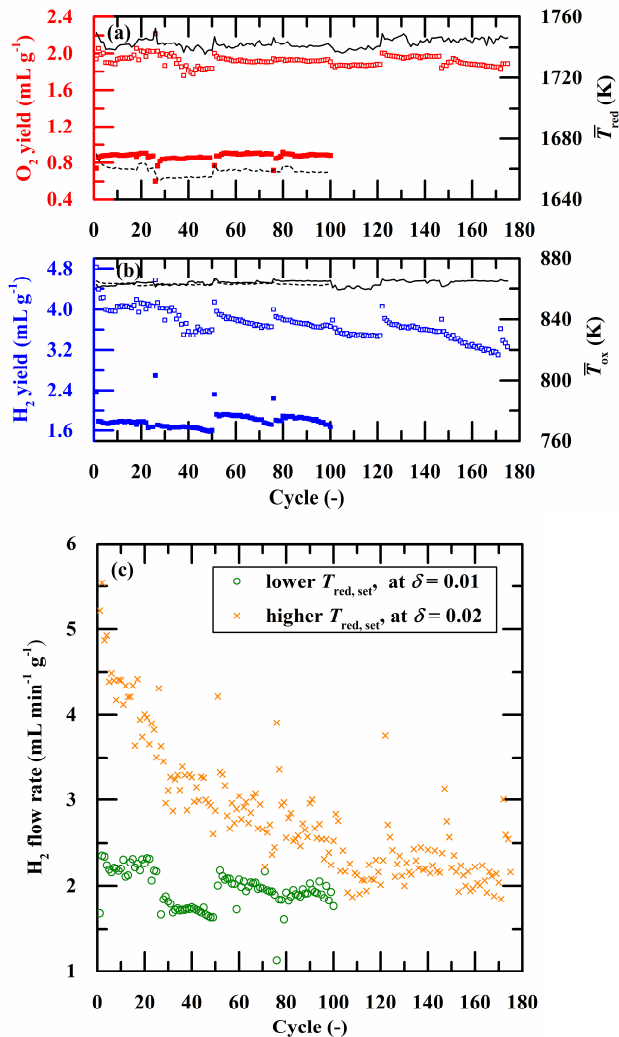 (a)
O2 yield (mL g-1)
2.4
2.0
1.6
1.2
0.8
0.4
1760
1720
1680
1640
T̅red (K)
0 20 40 60 80 100 120 140 160 180
(b)
H2 yield (mL g-1)
4.8
4.0
3.2
2.4
1.6
880
840
800
760
T̅ox (K)
0 20 40 60 80 100 120 140 160 180
Cycle (-)
(c)
lower Tred, set, at δ = 0.01
higher Tred, set, at δ = 0.02
H2 flow rate (mL min-1 g-1)
6
5
4
3
2
1
0 20 40 60 80 100 120 140 160 180
Cycle (-)